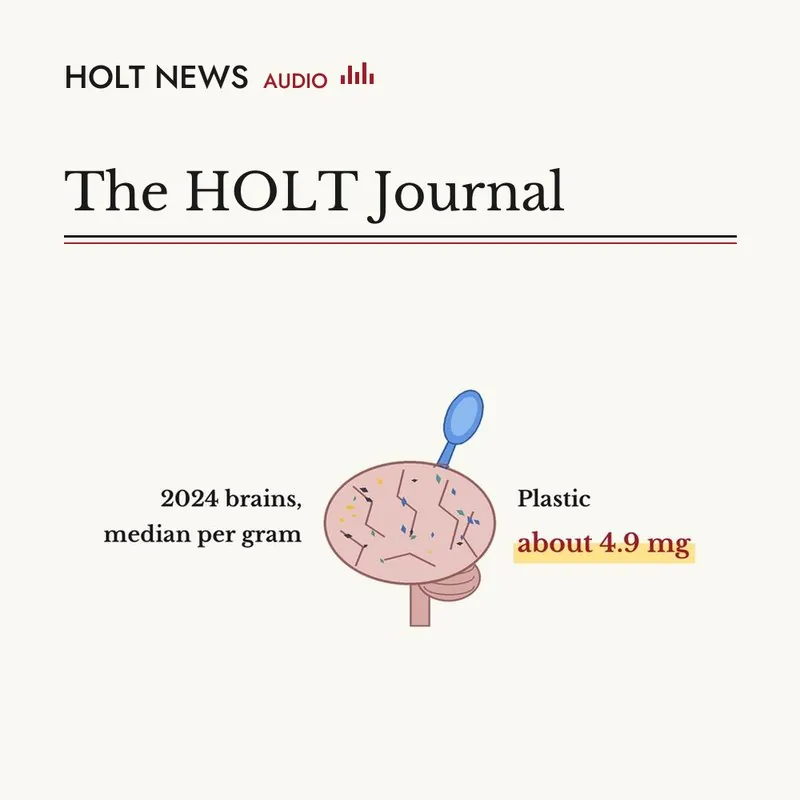 HOLT NEWS AUDIO
The HOLT Journal
2024 brains,
median per gram
Plastic
about 4.9 mg